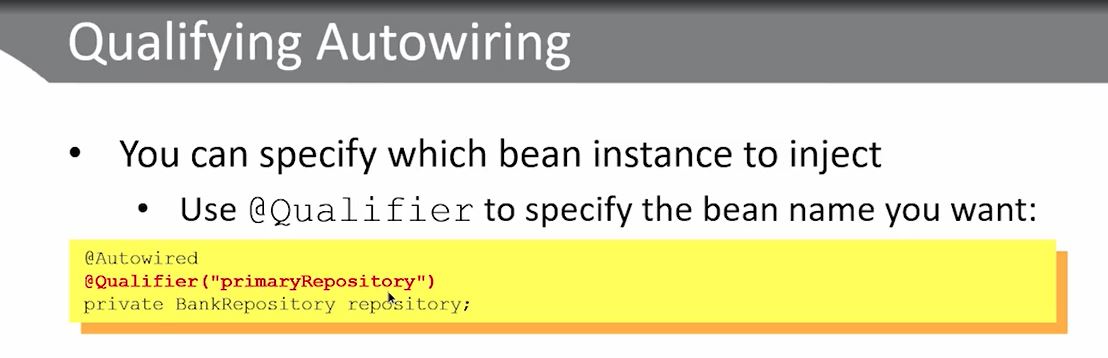 Qualifying Autowiring
• You can specify which bean instance to inject
• Use @Qualifier to specify the bean name you want:
@Autowired
@Qualifier("primaryRepository")
private BankRepository repository;